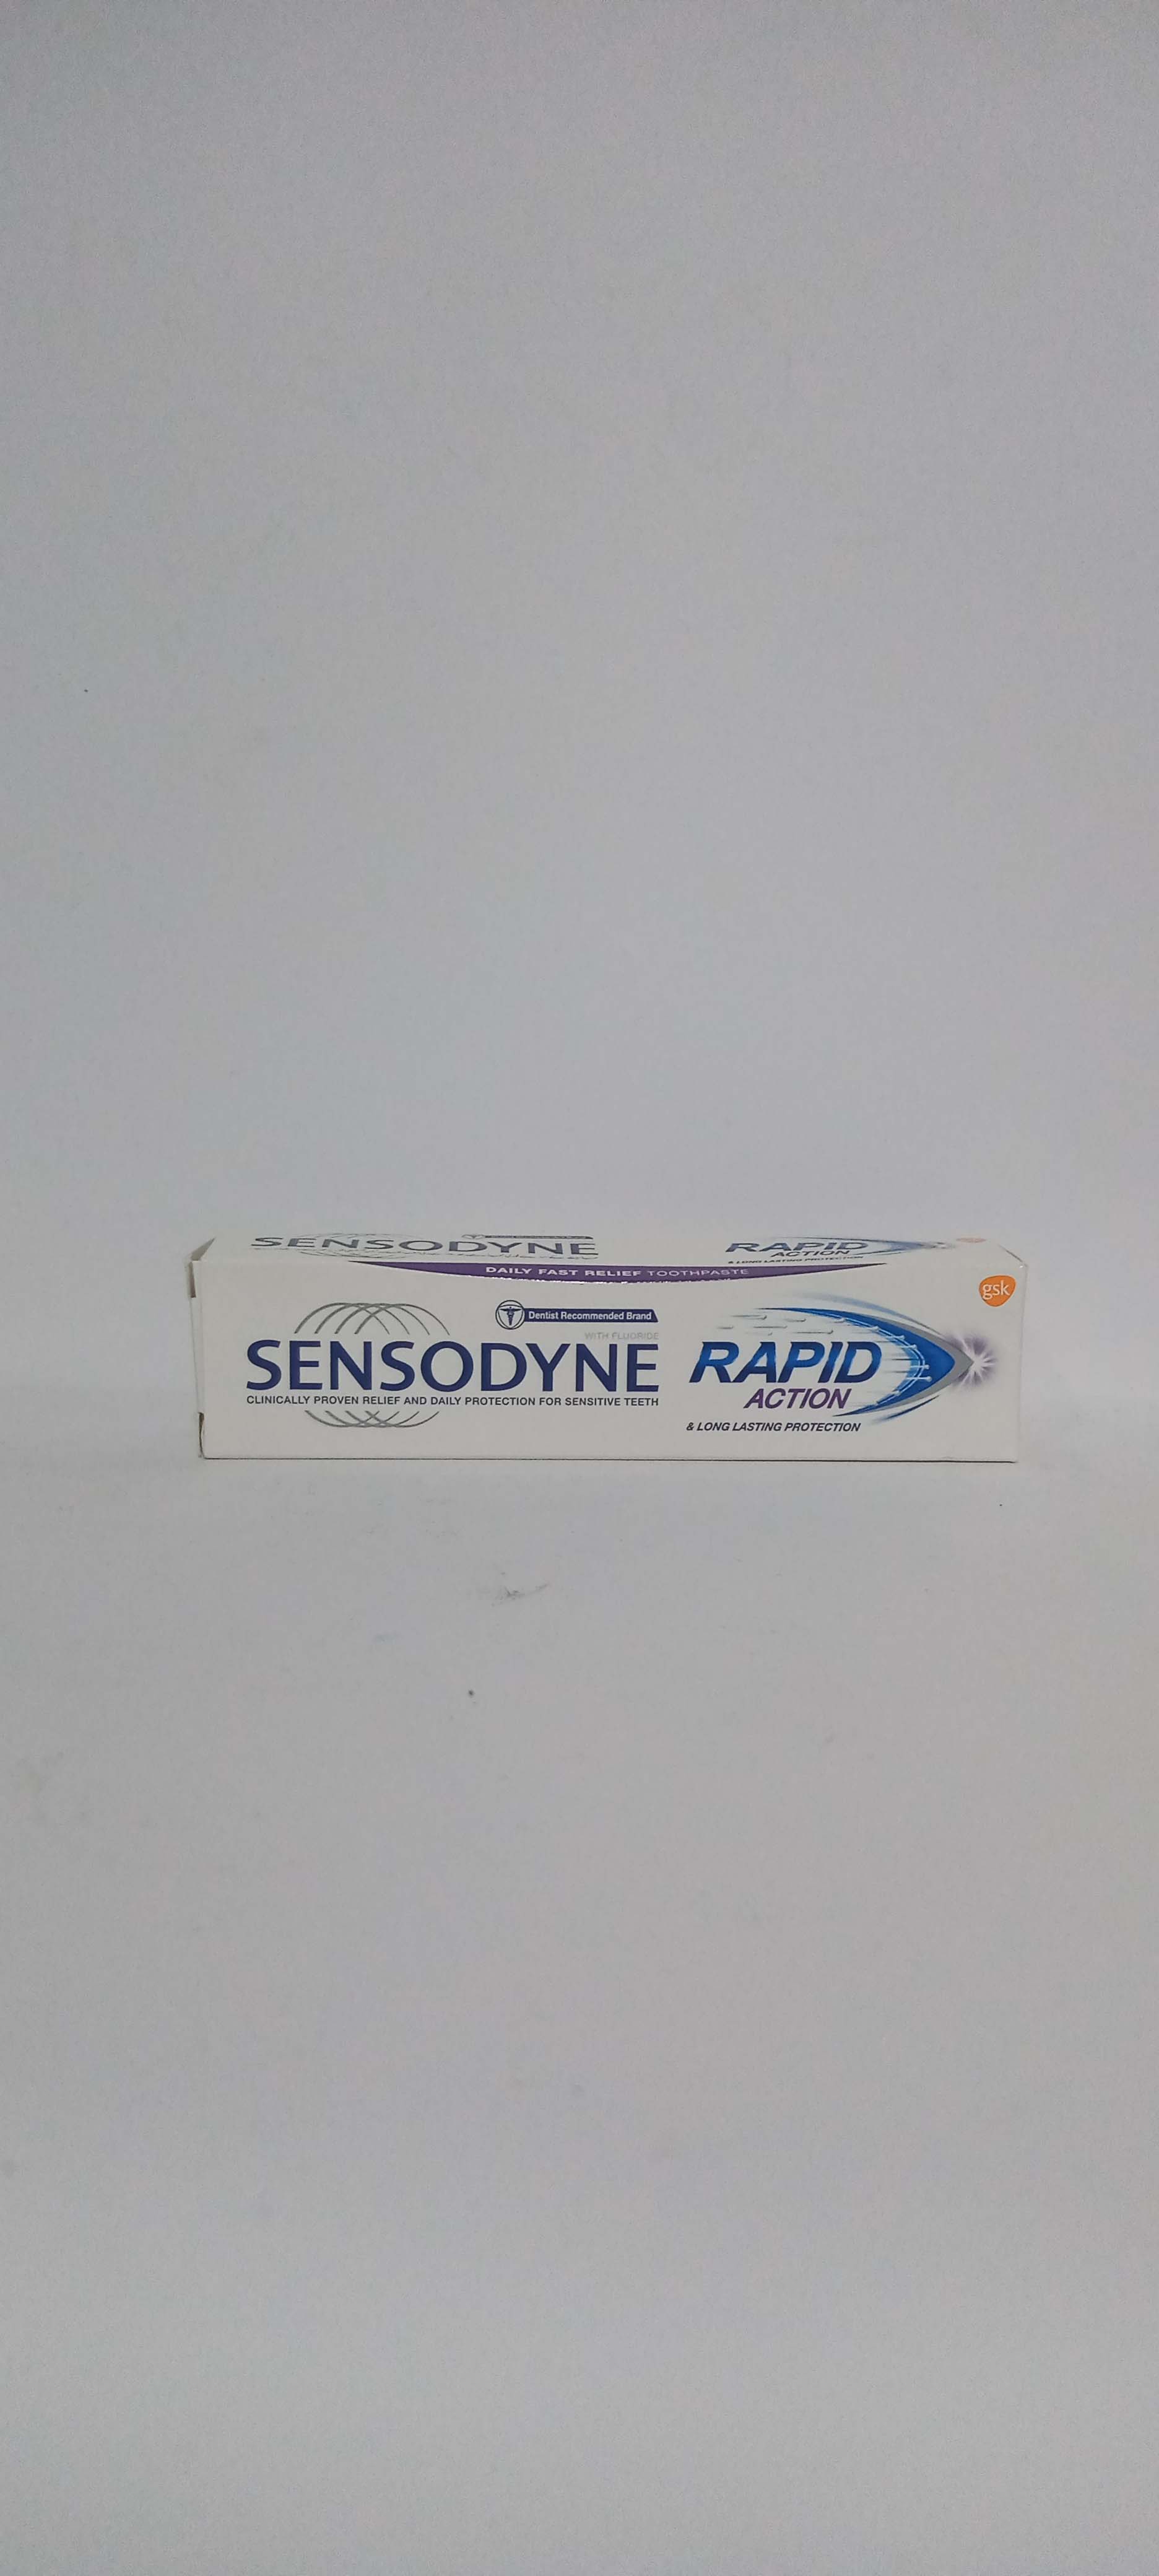 SENSODYNE
RAPID
ACTION
& LONG LASTING PROTECTION
DAILY FAST RELIEF TOOTHPASTE
gsk
Dentist Recommended Brand
WITH FLUORIDE
SENSODYNE
CLINICALLY PROVEN RELIEF AND DAILY PROTECTION FOR SENSITIVE TEETH
RAPID
ACTION
& LONG LASTING PROTECTION